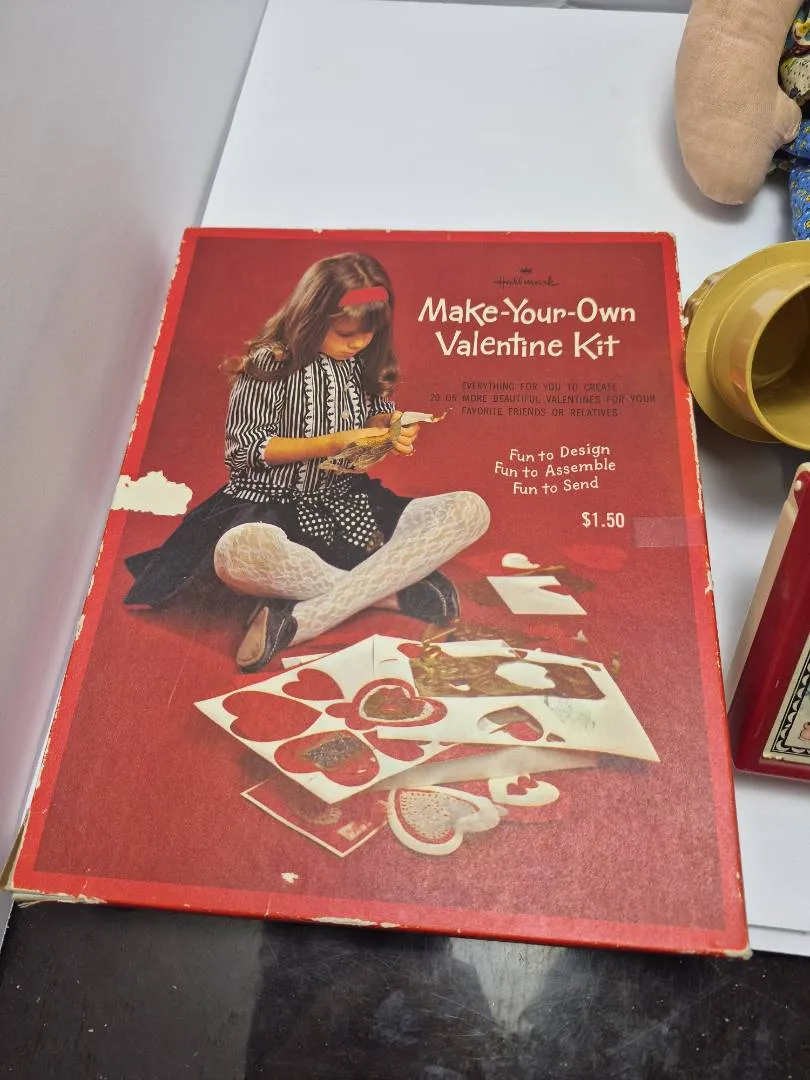 Hallmark
Make-Your-Own
Valentine Kit
EVERYTHING FOR YOU TO CREATE
20 OR MORE BEAUTIFUL VALENTINES FOR YOUR
FAVORITE FRIENDS OR RELATIVES
Fun to Design
Fun to Assemble
Fun to Send
$1.50